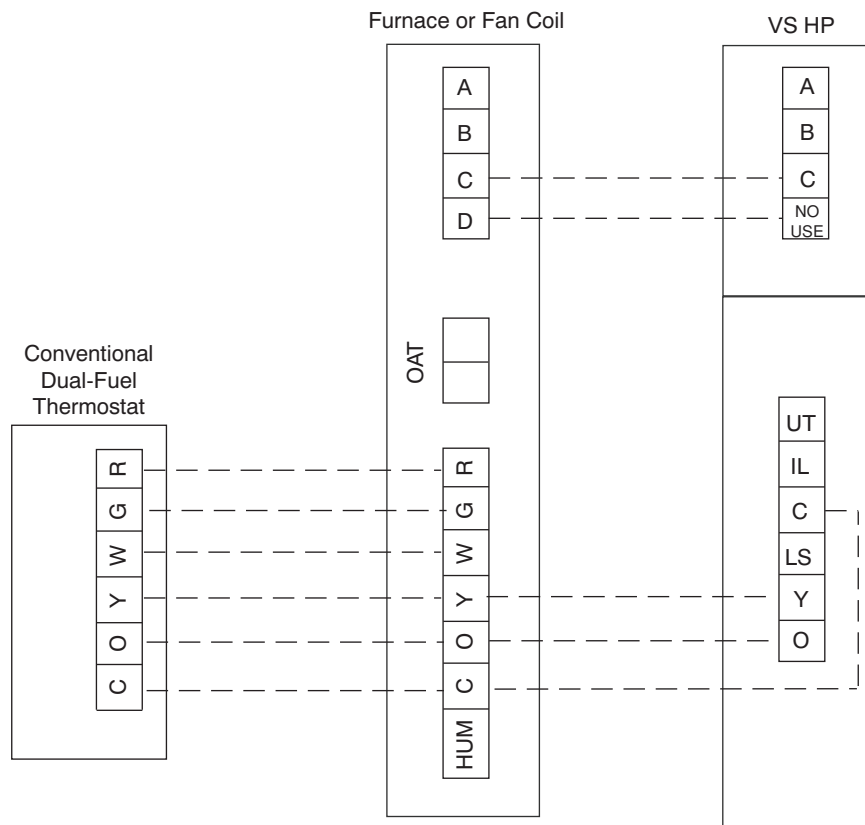 Furnace or Fan Coil
VS HP
A
B
C
D
A
B
C
NO
USE
OAT
Conventional
Dual-Fuel
Thermostat
R
G
W
Y
O
C
R
G
W
Y
O
C
HUM
UT
IL
C
LS
Y
O